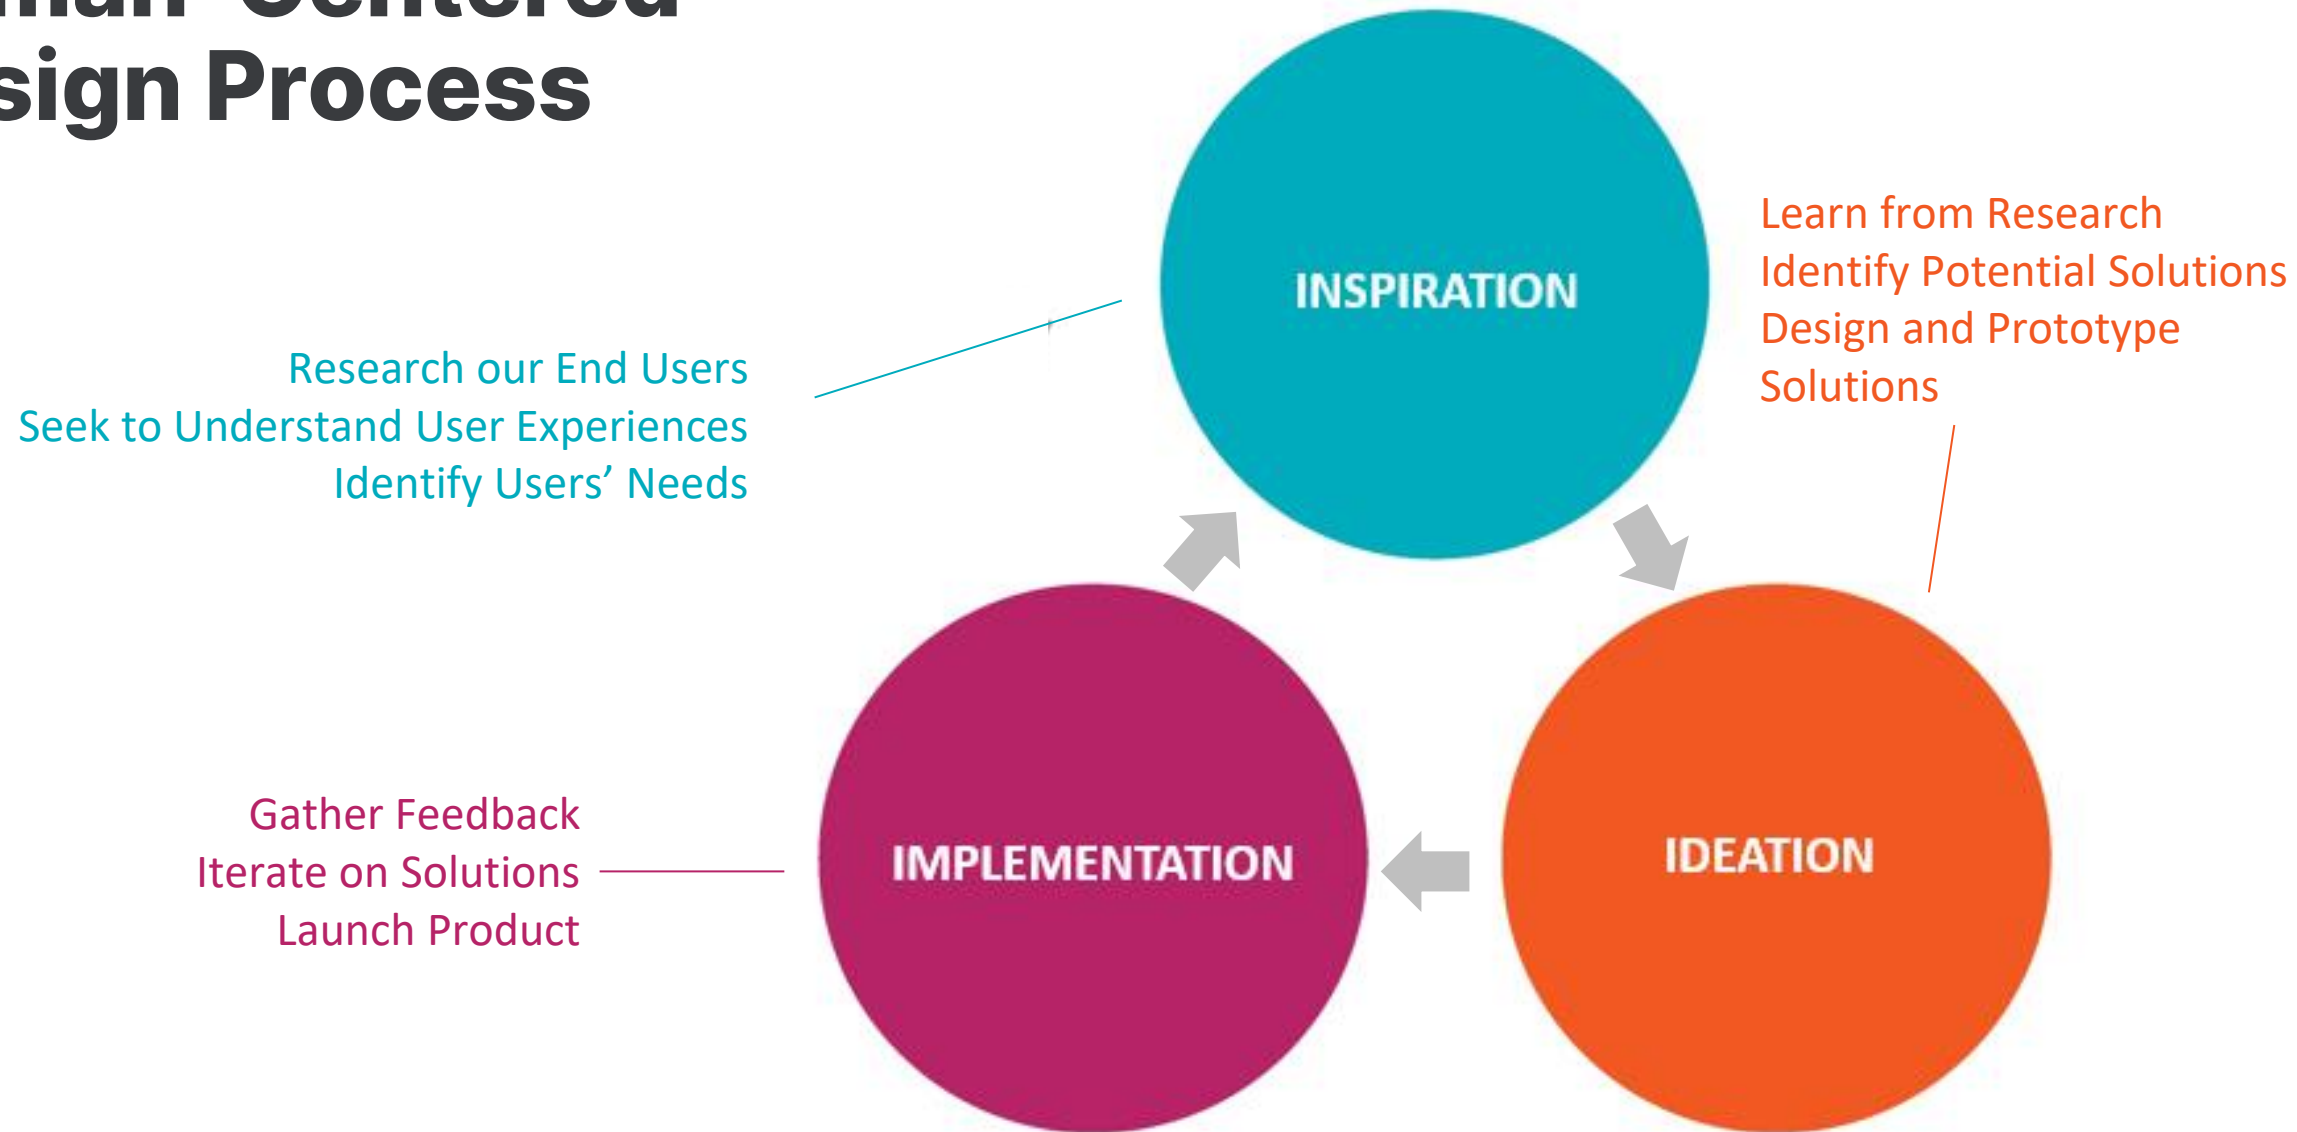 Centered
Process
INSPIRATION
Learn from Research
Identify Potential Solutions
Design and Prototype
Solutions
Research our End Users
Seek to Understand User Experiences
Identify Users’ Needs
IMPLEMENTATION
IDEATION
Gather Feedback
Iterate on Solutions
Launch Product